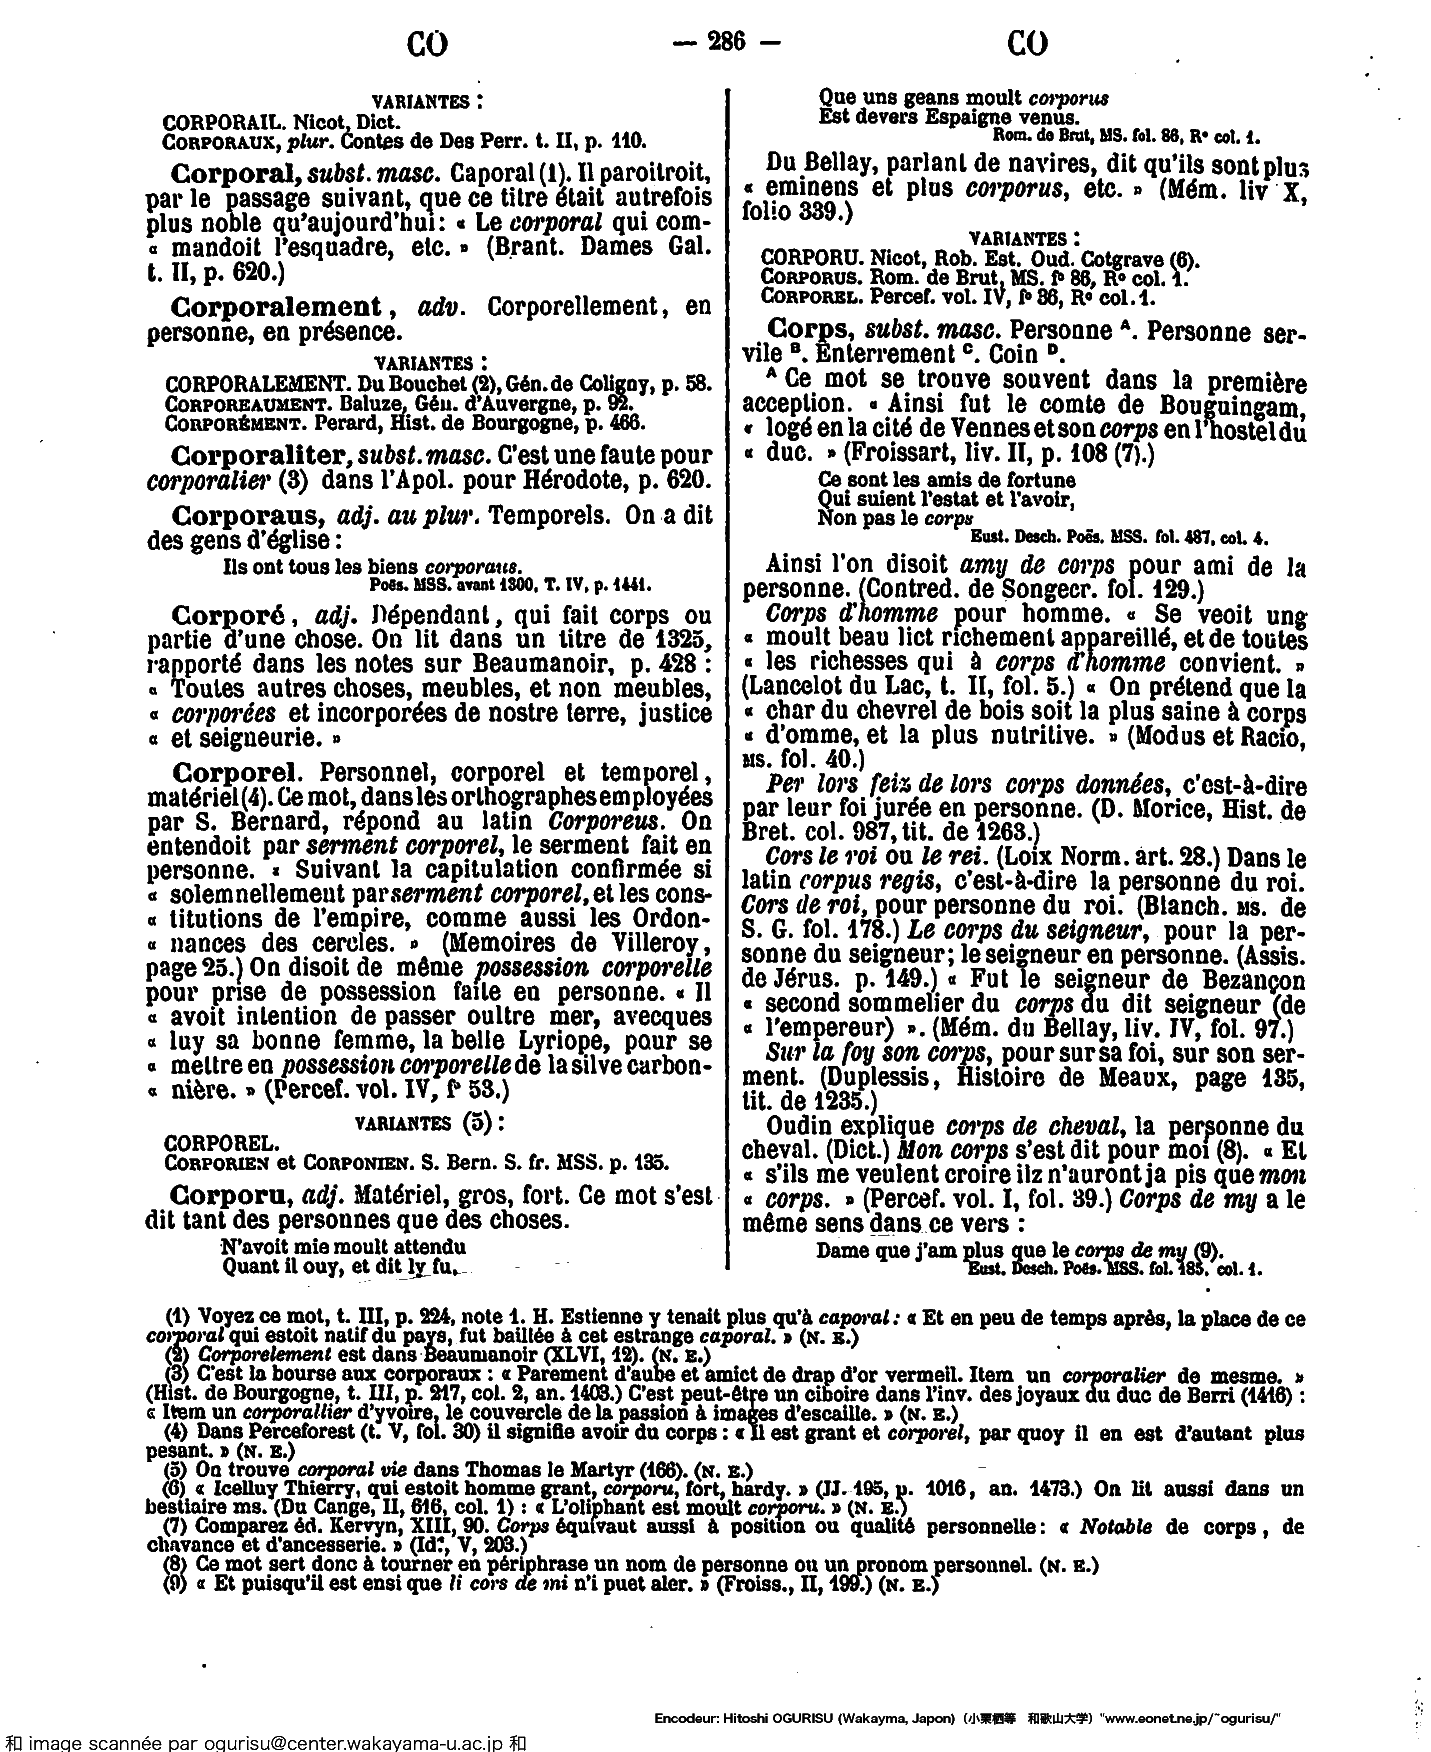 CO
— 286 —
CO
VARIANTES :
CORPORAIL. Nicot, Dict.
CORPORAUX, plur. Contes de Des Perr. t. II, p. 110.
Corporal, subst. masc. Caporal (1). Il paroitroit,
par le passage suivant, que ce titre était autrefois
plus noble qu'aujourd'hui : « Le corporal qui com-
« mandoit l'esquadre, etc. » (Brant. Dames Gal.
t. II, p. 620.)
Corporalement, adv. Corporellement, en
personne, en présence.
VARIANTES :
CORPORALEMENT. Du Bouchet (2), Gén. de Coligny, p. 58.
CORPOREAUMENT. Baluze, Gén. d'Auvergne, p. 92.
CORPORÉMENT. Perard, Hist. de Bourgogne, p. 466.
Corporaliter, subst. masc. C'est une faute pour
corporalier (3) dans l'Apol. pour Hérodote, p. 620.
Corporaus, adj. au plur. Temporels. On a dit
des gens d'église :
Ils ont tous les biens corporaus.
Poës. MSS. avant 1300, T. IV, p. 1441.
Corporé, adj. Dépendant, qui fait corps ou
partie d'une chose. On lit dans un titre de 1325,
rapporté dans les notes sur Beaumanoir, p. 428 :
« Toutes autres choses, meubles, et non meubles,
« corporées et incorporées de nostre terre, justice
« et seigneurie. »
Corporel. Personnel, corporel et temporel,
matériel (4). Ce mot, dans les orthographes employées
par S. Bernard, répond au latin Corporeus. On
entendoit par serment corporel, le serment fait en
personne. « Suivant la capitulation confirmée si
« solemnellement par serment corporel, et les cons-
« titutions de l'empire, comme aussi les Ordon-
« nances des cercles. » (Memoires de Villeroy,
page 25.) On disoit de même possession corporelle
pour prise de possession faite en personne. « Il
« avoit intention de passer oultre mer, avecques
« luy sa bonne femme, la belle Lyriope, pour se
« mettre en possession corporelle de la silve carbon-
« nière. » (Percef. vol. IV, f° 53.)
VARIANTES (5) :
CORPOREL.
CORPORIEN et CORPONIEN. S. Bern. S. fr. MSS. p. 135.
Corporu, adj. Matériel, gros, fort. Ce mot s'est
dit tant des personnes que des choses.
N'avoit mie moult attendu
Quant il ouy, et dit ly fu,
Que uns geans moult corporus
Est devers Espaigne venus.
Rom. de Brut, MS. fol. 86, R° col. 1.
Du Bellay, parlant de navires, dit qu'ils sont plus
« eminens et plus corporus, etc. » (Mém. liv X,
folio 339.)
VARIANTES :
CORPORU. Nicot, Rob. Est. Oud. Cotgrave (6).
CORPORUS. Rom. de Brut, MS. f° 86, R° col. 1.
CORPOREL. Percef. vol. IV, f° 86, R° col. 1.
Corps, subst. masc. Personne A. Personne ser-
vile B. Enterrement C. Coin D.
A Ce mot se trouve souvent dans la première
acception. « Ainsi fut le comte de Bouguingam,
« logé en la cité de Vennes et son corps en l'hostel du
« duc. » (Froissart, liv. II, p. 108 (7).)
Ce sont les amis de fortune
Qui suient l'estat et l'avoir,
Non pas le corps
Eust. Desch. Poës. MSS. fol. 487, col. 4.
Ainsi l'on disoit amy de corps pour ami de la
personne. (Contred. de Songecr. fol. 129.)
Corps d'homme pour homme. « Se veoit ung
« moult beau lict richement appareillé, et de toutes
« les richesses qui à corps d'homme convient. »
(Lancelot du Lac, t. II, fol. 5.) « On prétend que la
« char du chevrel de bois soit la plus saine à corps
« d'omme, et la plus nutritive. » (Modus et Racio,
MS. fol. 40.)
Per lors feiz de lors corps données, c'est-à-dire
par leur foi jurée en personne. (D. Morice, Hist. de
Bret. col. 987, tit. de 1263.)
Cors le roi ou le rei. (Loix Norm. art. 28.) Dans le
latin corpus regis, c'est-à-dire la personne du roi.
Cors de roi, pour personne du roi. (Blanch. MS. de
S. G. fol. 178.) Le corps du seigneur, pour la per-
sonne du seigneur ; le seigneur en personne. (Assis.
de Jérus. p. 149.) « Fut le seigneur de Bezançon
« second sommelier du corps du dit seigneur (de
« l'empereur) ». (Mém. du Bellay, liv. IV, fol. 97.)
Sur la foy son corps, pour sur sa foi, sur son ser-
ment. (Duplessis, Histoire de Meaux, page 135,
tit. de 1235.)
Oudin explique corps de cheval, la personne du
cheval. (Dict.) Mon corps s'est dit pour moi (8). « Et
« s'ils me veulent croire ilz n'auront ja pis que mon
« corps. » (Percef. vol. I, fol. 39.) Corps de my a le
même sens dans ce vers :
Dame que j'am plus que le corps de my (9).
Eust. Desch. Poës. MSS. fol. 185, col. 1.
(1) Voyez ce mot, t. III, p. 224, note 1. H. Estienne y tenait plus qu'à caporal : « Et en peu de temps après, la place de ce
corporal qui estoit natif du pays, fut baillée à cet estrange caporal. » (N. E.)
(2) Corporelement est dans Beaumanoir (XLVI, 12). (N. E.)
(3) C'est la bourse aux corporaux : « Parement d'aube et amict de drap d'or vermeil. Item un corporalier de mesme. »
(Hist. de Bourgogne, t. III, p. 217, col. 2, an. 1403.) C'est peut-être un ciboire dans l'inv. des joyaux du duc de Berri (1416) :
« Item un corporallier d'yvoire, le couvercle de la passion à images d'escaille. » (N. E.)
(4) Dans Perceforest (t. V, fol. 30) il signifie avoir du corps : « Il est grant et corporel, par quoy il en est d'autant plus
pesant. » (N. E.)
(5) On trouve corporal vie dans Thomas le Martyr (166). (N. E.)
(6) « Icelluy Thierry, qui estoit homme grant, corporu, fort, hardy. » (JJ. 195, p. 1016, an. 1473.) On lit aussi dans un
bestiaire ms. (Du Cange, II, 616, col. 1) : « L'oliphant est moult corporu. » (N. E.)
(7) Comparez éd. Kervyn, XIII, 90. Corps équivaut aussi à position ou qualité personnelle : « Notable de corps, de
chavance et d'ancesserie. » (Id., V, 203.)
(8) Ce mot sert donc à tourner en périphrase un nom de personne ou un pronom personnel. (N. E.)
(9) « Et puisqu'il est ensi que li cors de mi n'i puet aler. » (Froiss., II, 199.) (N. E.)
Encodeur: Hitoshi OGURISU (Wakayma, Japon) (小栗栖等 和歌山大学) "www.eonet.ne.jp/~ogurisu/"
和 image scannée par ogurisu@center.wakayama-u.ac.jp 和